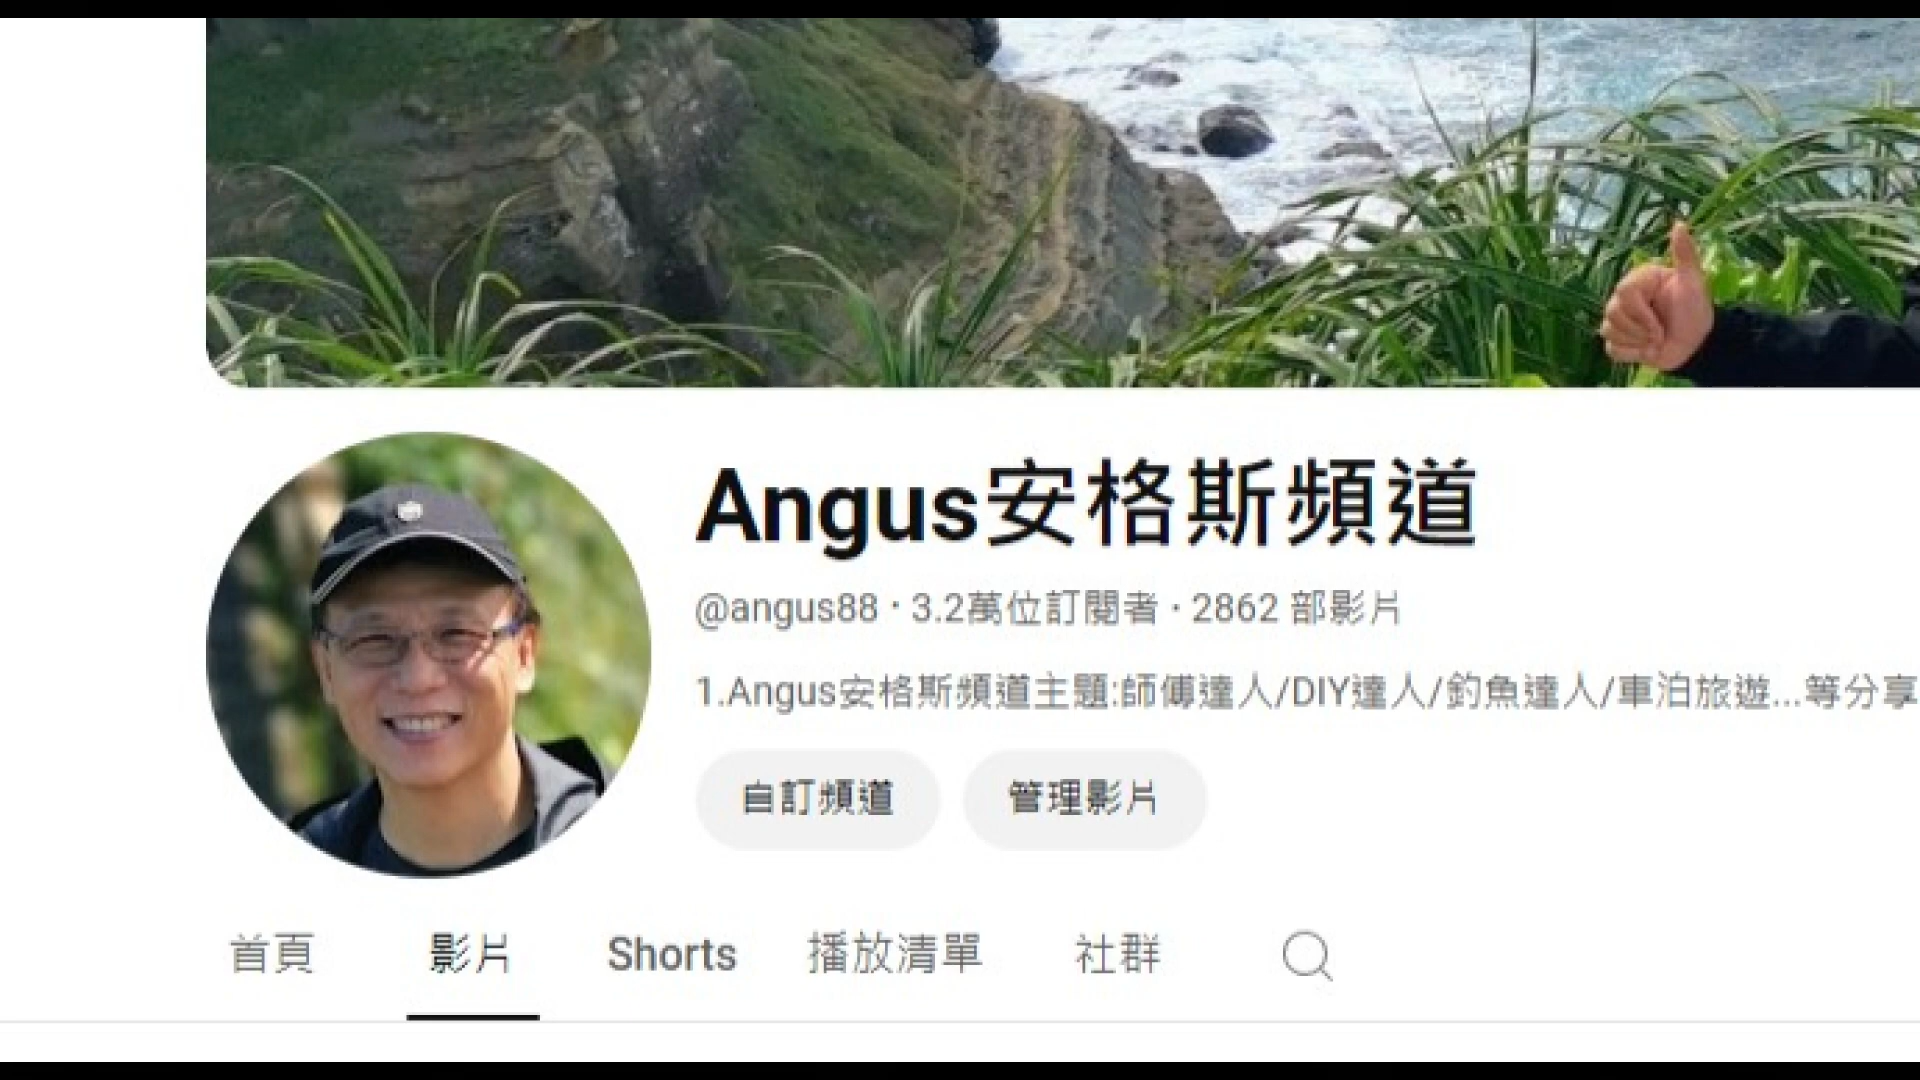 Angus安格斯頻道
@angus88 · 3.2萬位訂閱者 · 2862 部影片
1.Angus安格斯頻道主題:師傅達人/DIY達人/釣魚達人/車泊旅遊...等分享
自訂頻道 管理影片
首頁 影片 Shorts 播放清單 社群